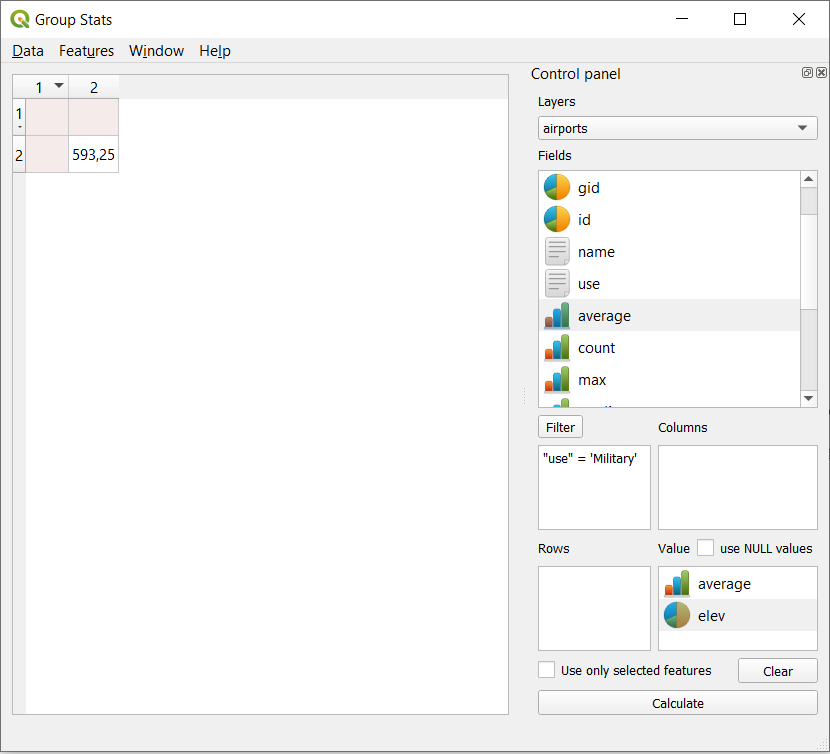 Group Stats
Data Features Window Help
1 2
1
2 593,25
Control panel
Layers
airports
Fields
gid
id
name
use
average
count
max
Filter Columns
"use" = 'Military'
Rows Value use NULL values
average
elev
Use only selected features Clear
Calculate